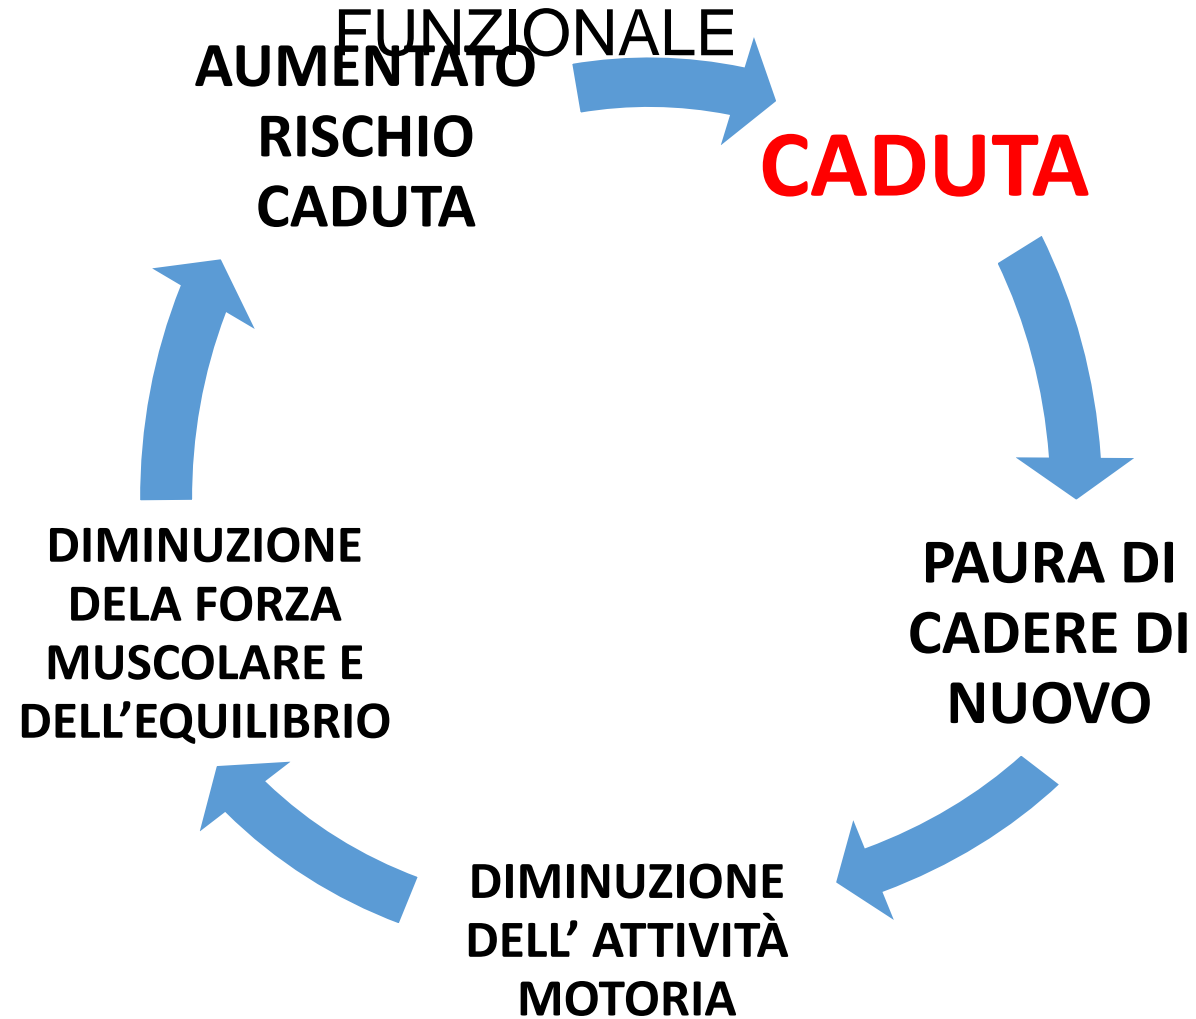 FUNZIONALE
AUMENTATO
RISCHIO
CADUTA
CADUTA
PAURA DI
CADERE DI
NUOVO
DIMINUZIONE
DELL’ ATTIVITÀ
MOTORIA
DIMINUZIONE
DELA FORZA
MUSCOLARE E
DELL’EQUILIBRIO